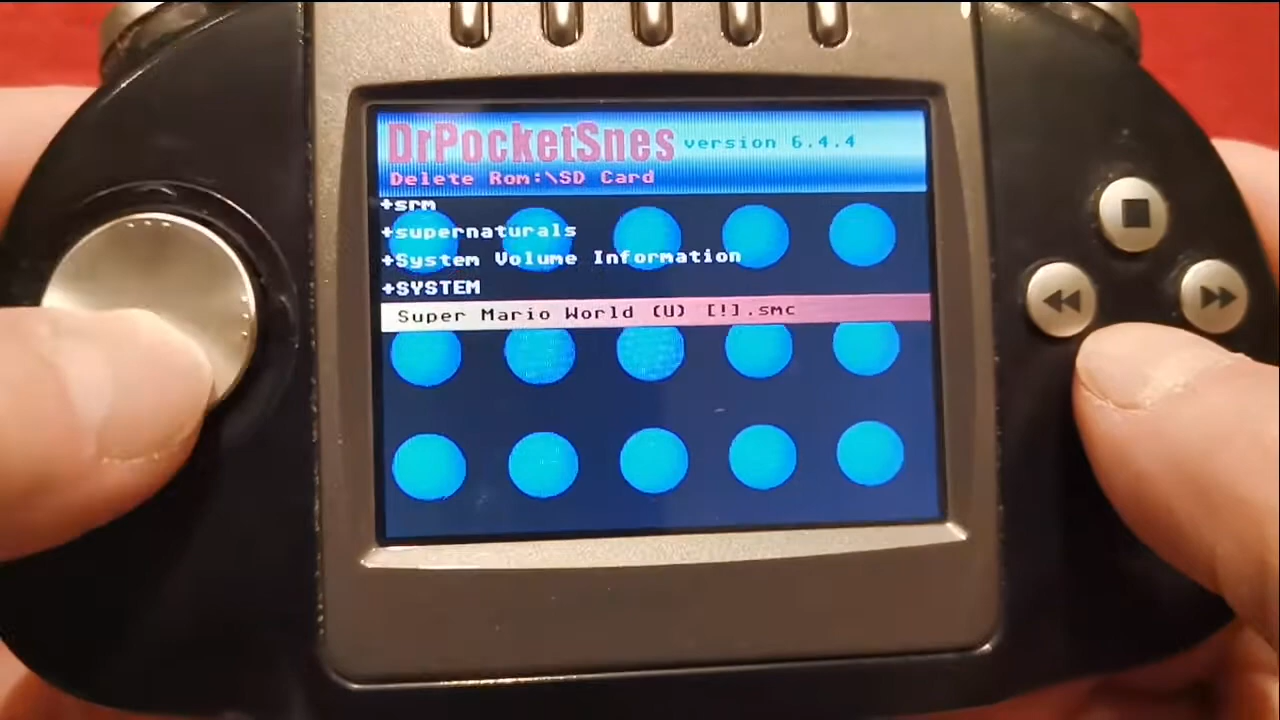 DrPocketSnes version 6.4.4
Delete Rom:\SD Card
+srm
+supernaturals
+System Volume Information
+SYSTEM
Super Mario World (U) [!].smc